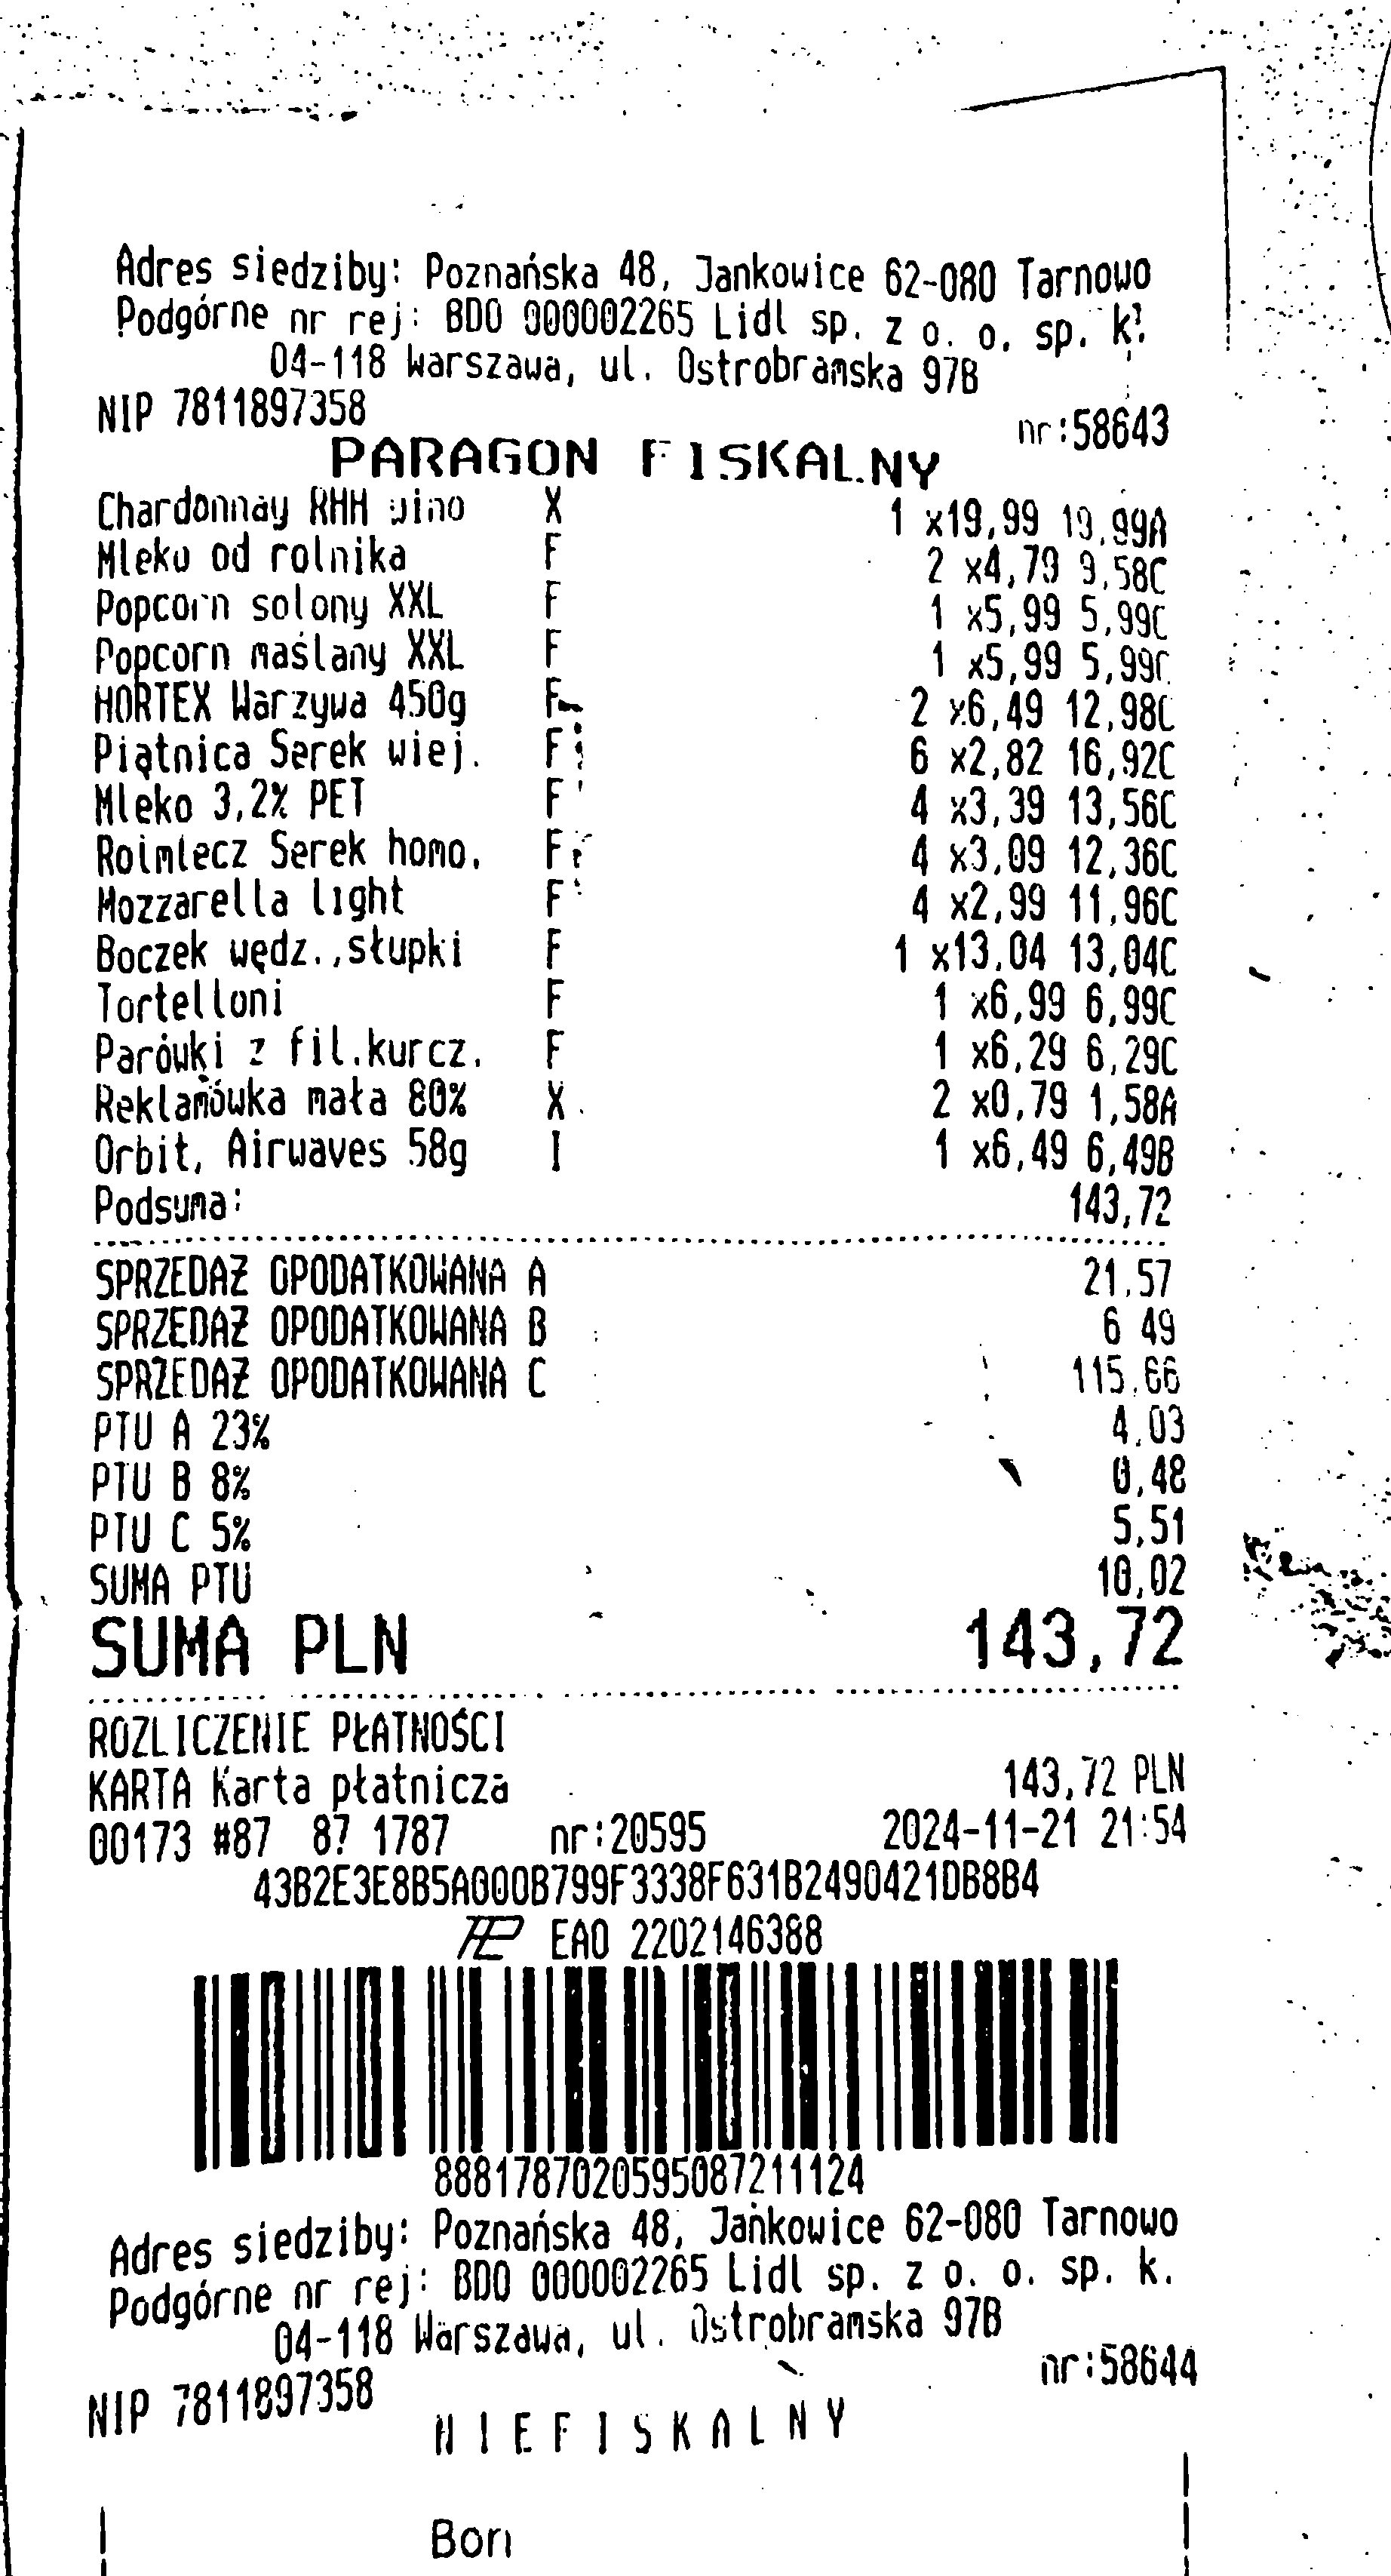 Adres siedziby: Poznańska 48, Jankowice 62-080 Tarnowo
Podgórne nr rej: BDO 000002265 Lidl sp. z o. o. sp. k.
04-118 Warszawa, ul. Ostrobramska 97B
NIP 7811897358 nr:58643
PARAGON FISKALNY
Chardonnay RHH wino X 1 x19,99 19,99A
Mleko od rolnika F 2 x4,79 9,58C
Popcorn solony XXL F 1 x5,99 5,99C
Popcorn maślany XXL F 1 x5,99 5,99C
HORTEX Warzywa 450g F 2 x6,49 12,98C
Piątnica Serek wiej. F 6 x2,82 16,92C
Mleko 3,2% PET F 4 x3,39 13,56C
Rolmlecz Serek homo. F 4 x3,09 12,36C
Mozzarella light F 4 x2,99 11,96C
Boczek wędz.,słupki F 1 x13,04 13,04C
Tortelloni F 1 x6,99 6,99C
Parówki z fil.kurcz. F 1 x6,29 6,29C
Reklamówka mała 80% X 2 x0,79 1,58A
Orbit, Airwaves 58g I 1 x6,49 6,49B
Podsuma: 143,72
SPRZEDAŻ OPODATKOWANA A 21,57
SPRZEDAŻ OPODATKOWANA B 6,49
SPRZEDAŻ OPODATKOWANA C 115,66
PTU A 23% 4,03
PTU B 8% 0,48
PTU C 5% 5,51
SUMA PTU 10,02
SUMA PLN 143,72
ROZLICZENIE PŁATNOŚCI
KARTA Karta płatnicza 143,72 PLN
00173 #87 87 1787 nr:20595 2024-11-21 21:54
43B2E3E8B5A000B799F3338F631B2490421DB8B4
EAO 2202146388
88817870205950872​11124
Adres siedziby: Poznańska 48, Jankowice 62-080 Tarnowo
Podgórne nr rej: BDO 000002265 Lidl sp. z o. o. sp. k.
04-118 Warszawa, ul. Ostrobramska 97B
NIP 7811897358 nr:58644
N I E F I S K A L N Y
Bon